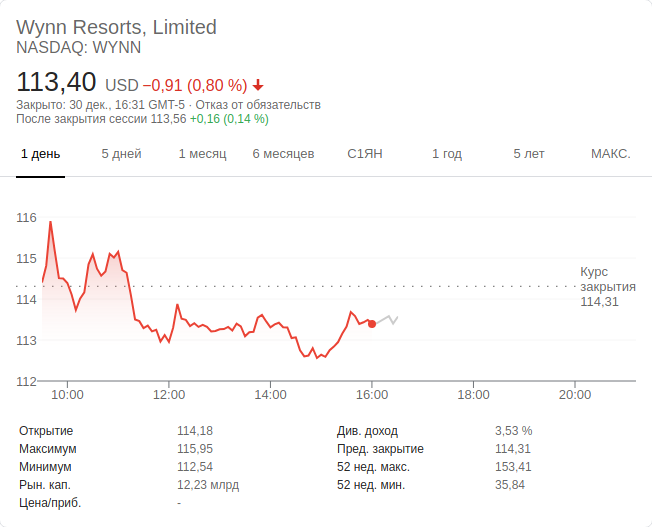 Wynn Resorts, Limited
NASDAQ: WYNN
113,40 USD −0,91 (0,80 %)
Закрыто: 30 дек., 16:31 GMT-5 · Отказ от обязательств
После закрытия сессии 113,56 +0,16 (0,14 %)
1 день 5 дней 1 месяц 6 месяцев С1ЯН 1 год 5 лет МАКС.
116
115
114
113
112
Курс
закрытия
114,31
10:00 12:00 14:00 16:00 18:00 20:00
Открытие 114,18 Див. доход 3,53 %
Максимум 115,95 Пред. закрытие 114,31
Минимум 112,54 52 нед. макс. 153,41
Рын. кап. 12,23 млрд 52 нед. мин. 35,84
Цена/приб. -